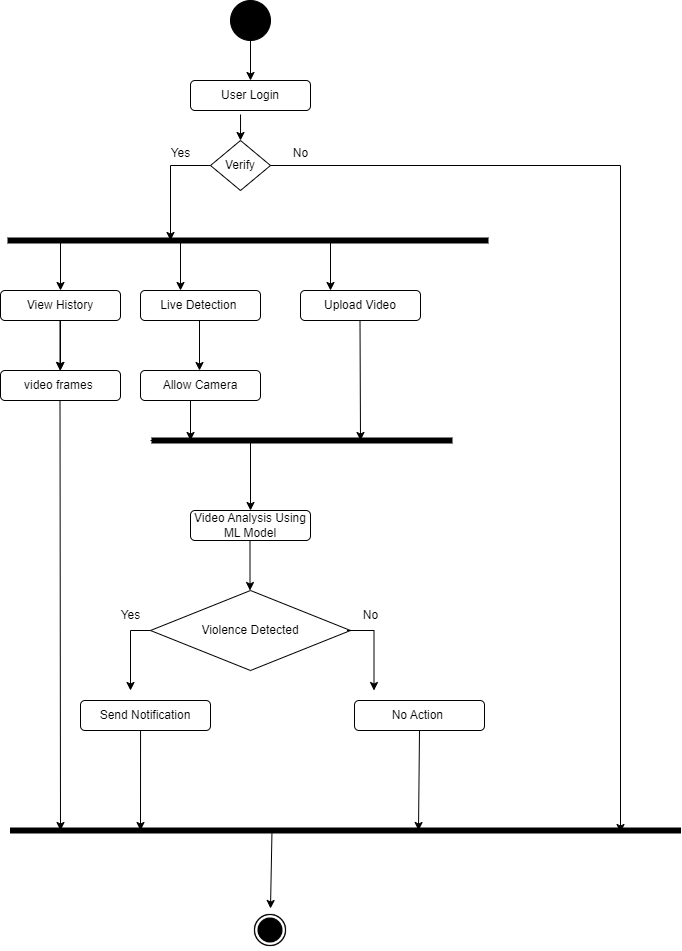 User Login
Yes
Verify
No
View History
Live Detection
Upload Video
video frames
Allow Camera
Video Analysis Using
ML Model
Yes
Violence Detected
No
Send Notification
No Action